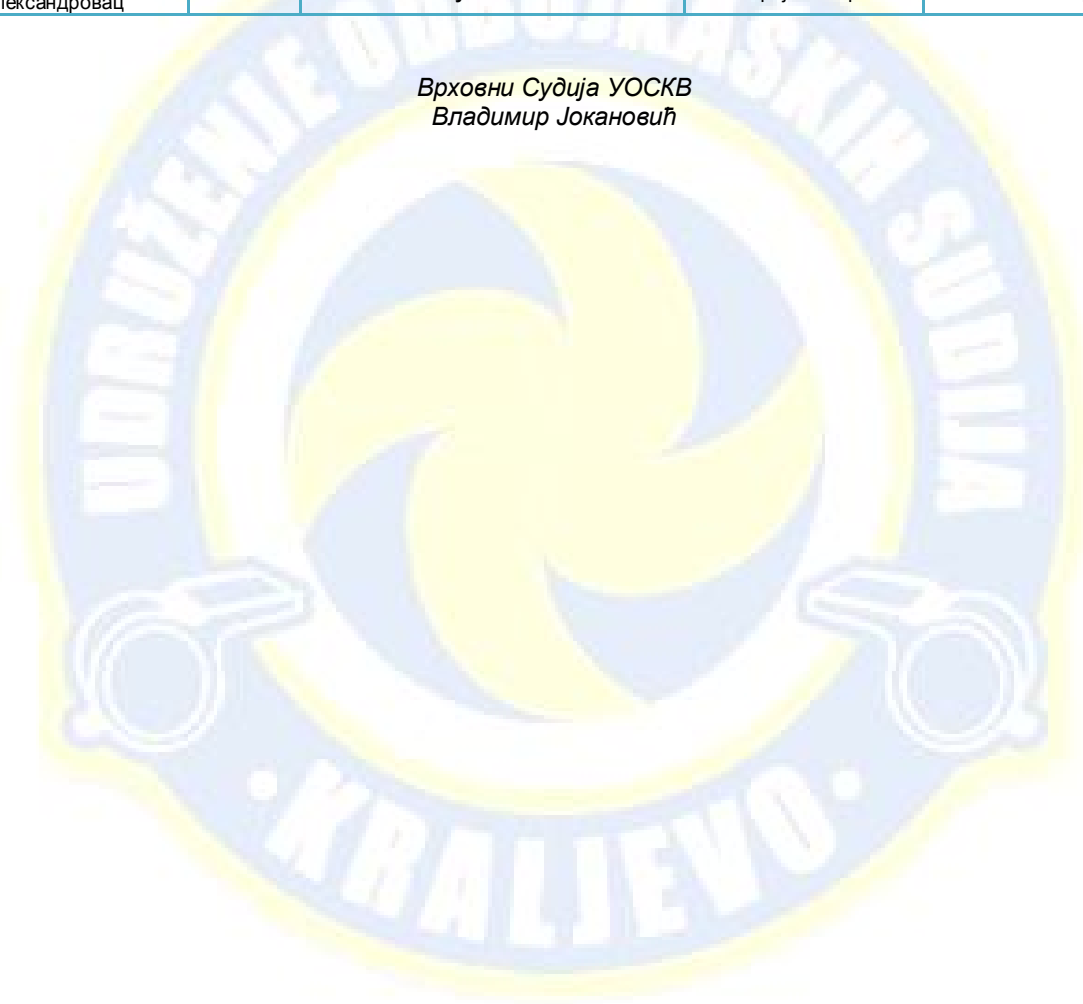 Врховни Судија УОСКВ
Владимир Јокановић
UDRUŽENJE ODBOJKAŠKIH SUDIJA
• KRALJEVO •